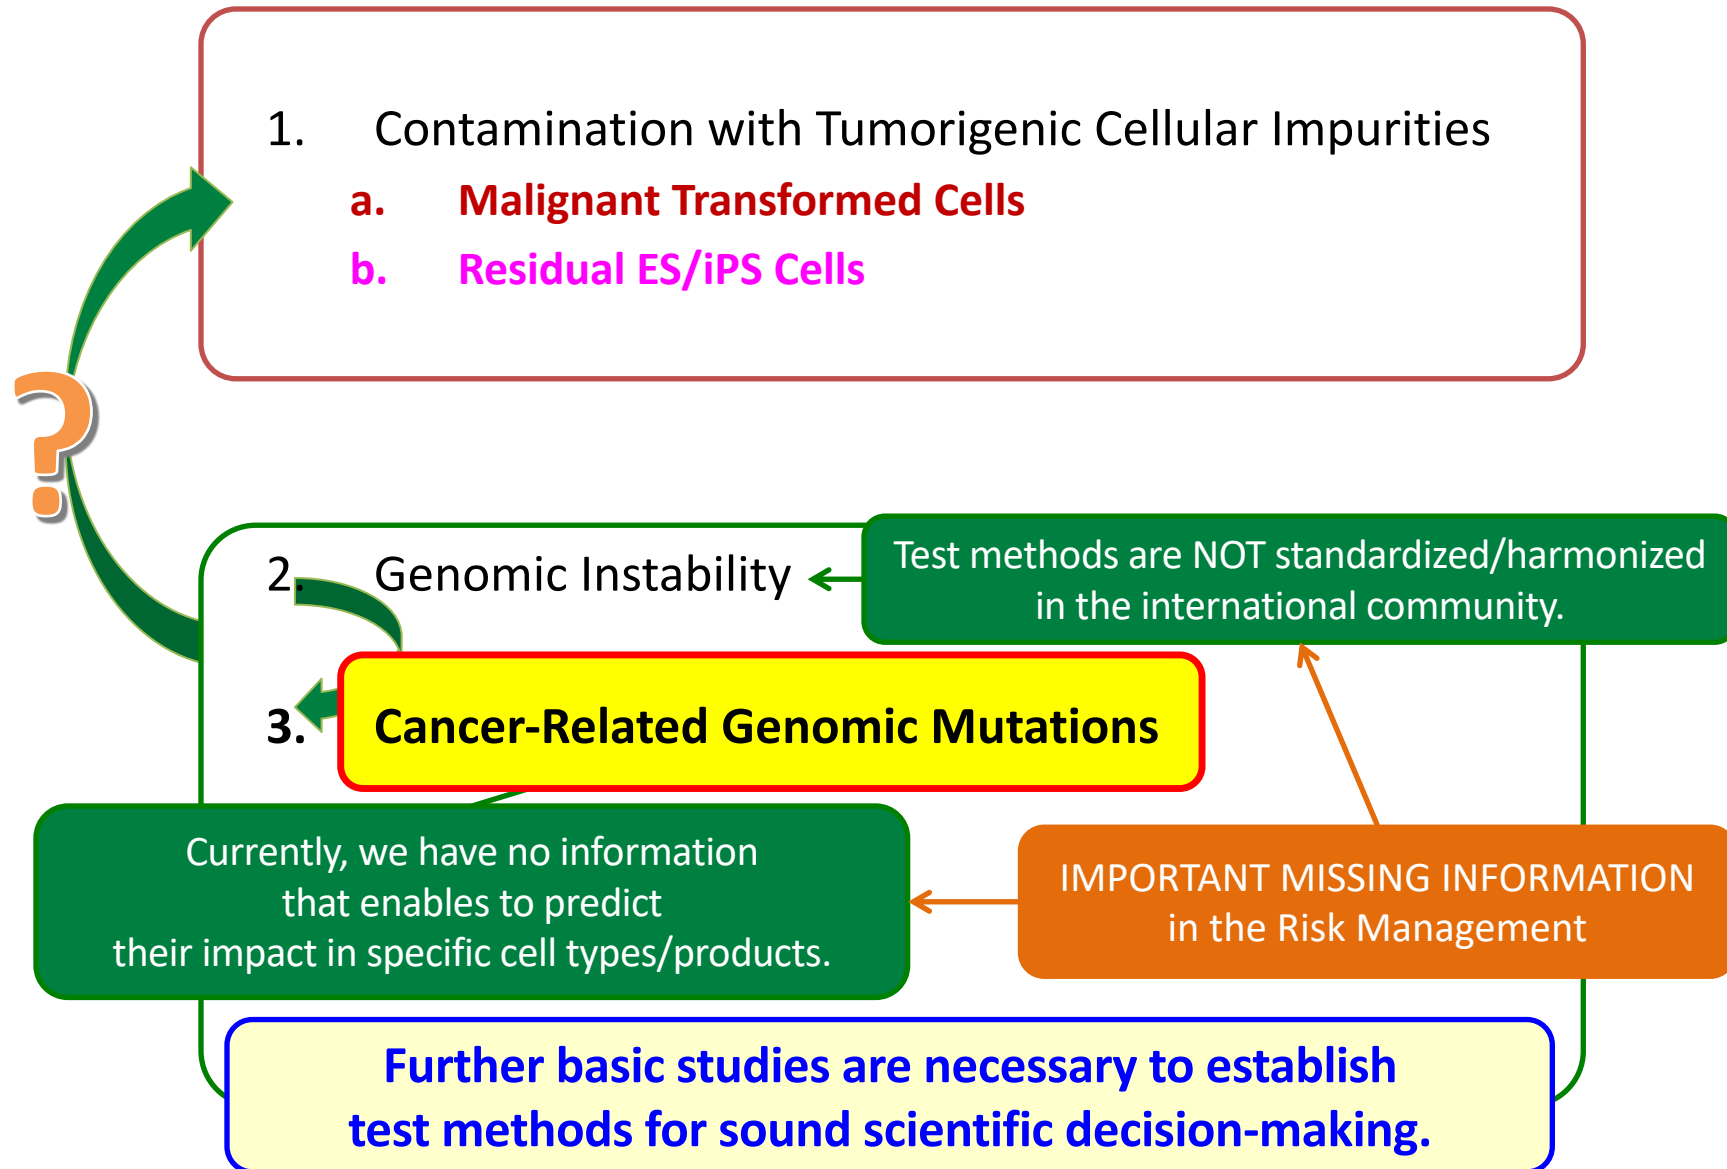 1. Contamination with Tumorigenic Cellular Impurities
a. Malignant Transformed Cells
b. Residual ES/iPS Cells
?
2. Genomic Instability
Test methods are NOT standardized/harmonized
in the international community.
3. Cancer-Related Genomic Mutations
Currently, we have no information
that enables to predict
their impact in specific cell types/products.
IMPORTANT MISSING INFORMATION
in the Risk Management
Further basic studies are necessary to establish
test methods for sound scientific decision-making.